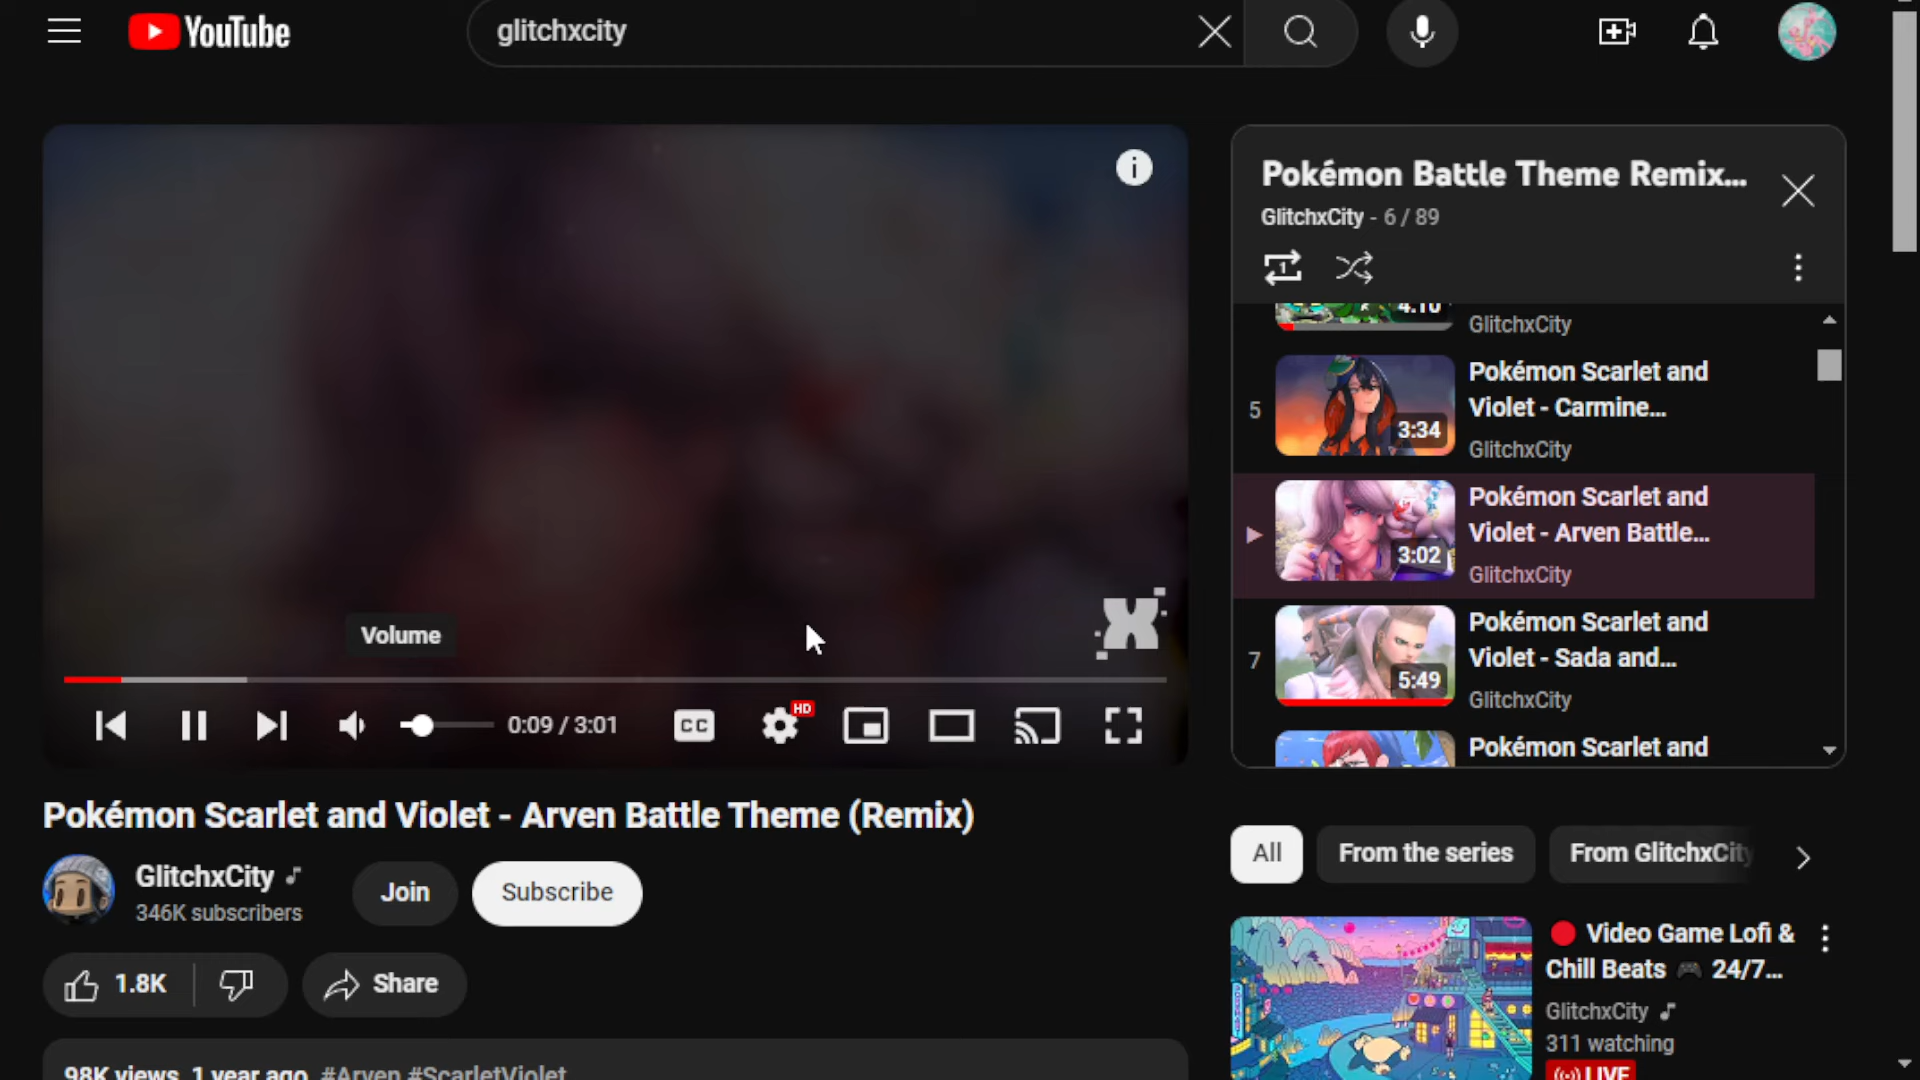 YouTube
glitchxcity
Volume
0:09 / 3:01
CC
HD
Pokémon Scarlet and Violet - Arven Battle Theme (Remix)
GlitchxCity
346K subscribers
Join
Subscribe
1.8K
Share
98K views 1 year ago #Arven #ScarletViolet
Pokémon Battle Theme Remix...
GlitchxCity - 6 / 89
1
4:10
GlitchxCity
5
3:34
Pokémon Scarlet and
Violet - Carmine...
GlitchxCity
3:02
Pokémon Scarlet and
Violet - Arven Battle...
GlitchxCity
7
5:49
Pokémon Scarlet and
Violet - Sada and...
GlitchxCity
Pokémon Scarlet and
All
From the series
From GlitchxCity
Video Game Lofi &
Chill Beats 🎮 24/7...
GlitchxCity
311 watching
LIVE